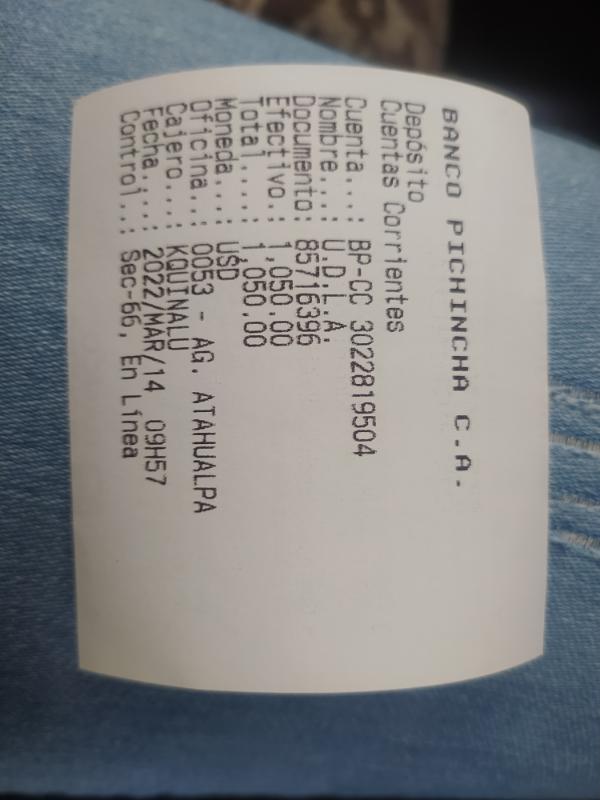 BANCO PICHINCHA C.A.
Depósito
Cuentas Corrientes
Cuenta...: BP-CC 3022819504
Nombre...: U.D.L.A.
Documento: 85716396
Efectivo.: 1,050.00
Total....: 1,050.00
Moneda...: USD
Oficina..: 0053 - AG. ATAHUALPA
Cajero...: KQUINALU
Fecha....: 2022/MAR/14 09H57
Control..: Sec-66, En Línea